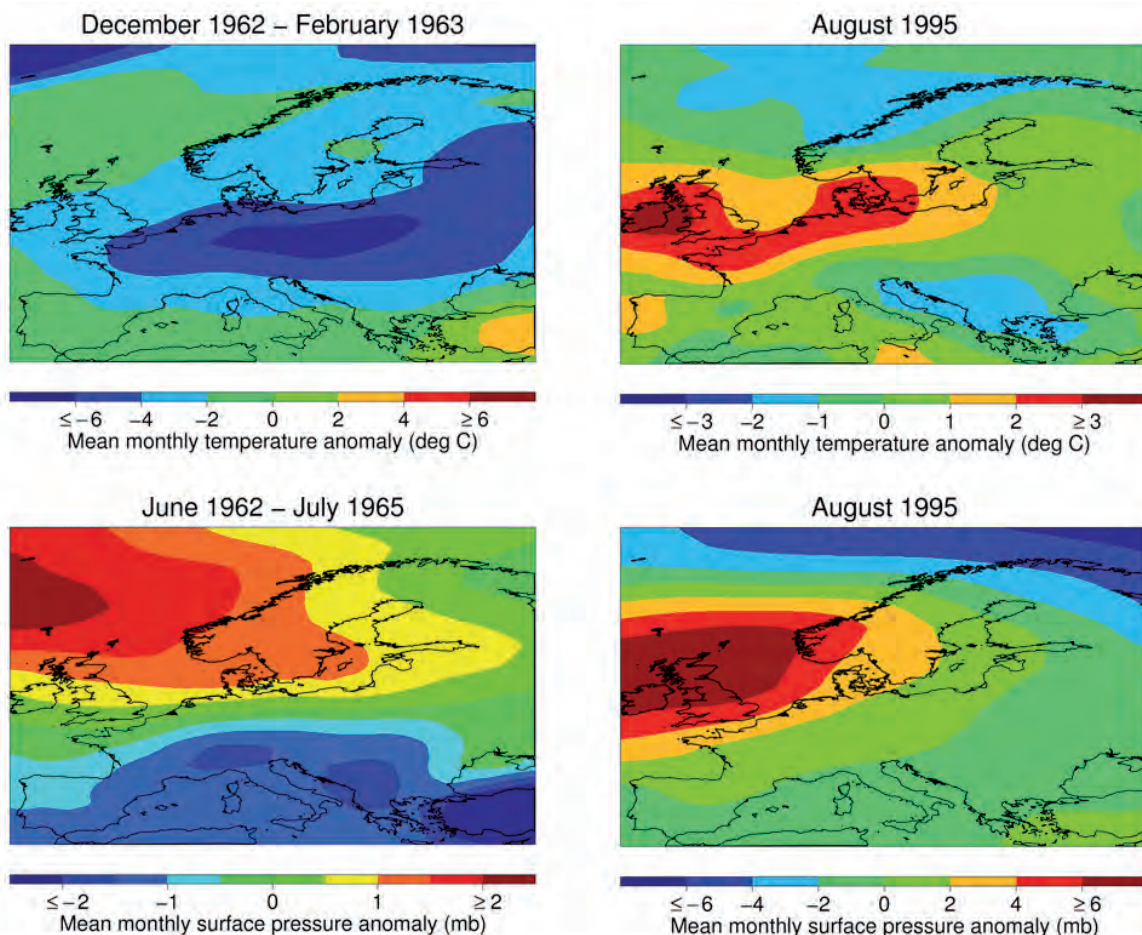 December 1962 – February 1963
August 1995
≤−6 −4 −2 0 2 4 ≥6
Mean monthly temperature anomaly (deg C)
≤−3 −2 −1 0 1 2 ≥3
Mean monthly temperature anomaly (deg C)
June 1962 – July 1965
August 1995
≤−2 −1 0 1 ≥2
Mean monthly surface pressure anomaly (mb)
≤−6 −4 −2 0 2 4 ≥6
Mean monthly surface pressure anomaly (mb)